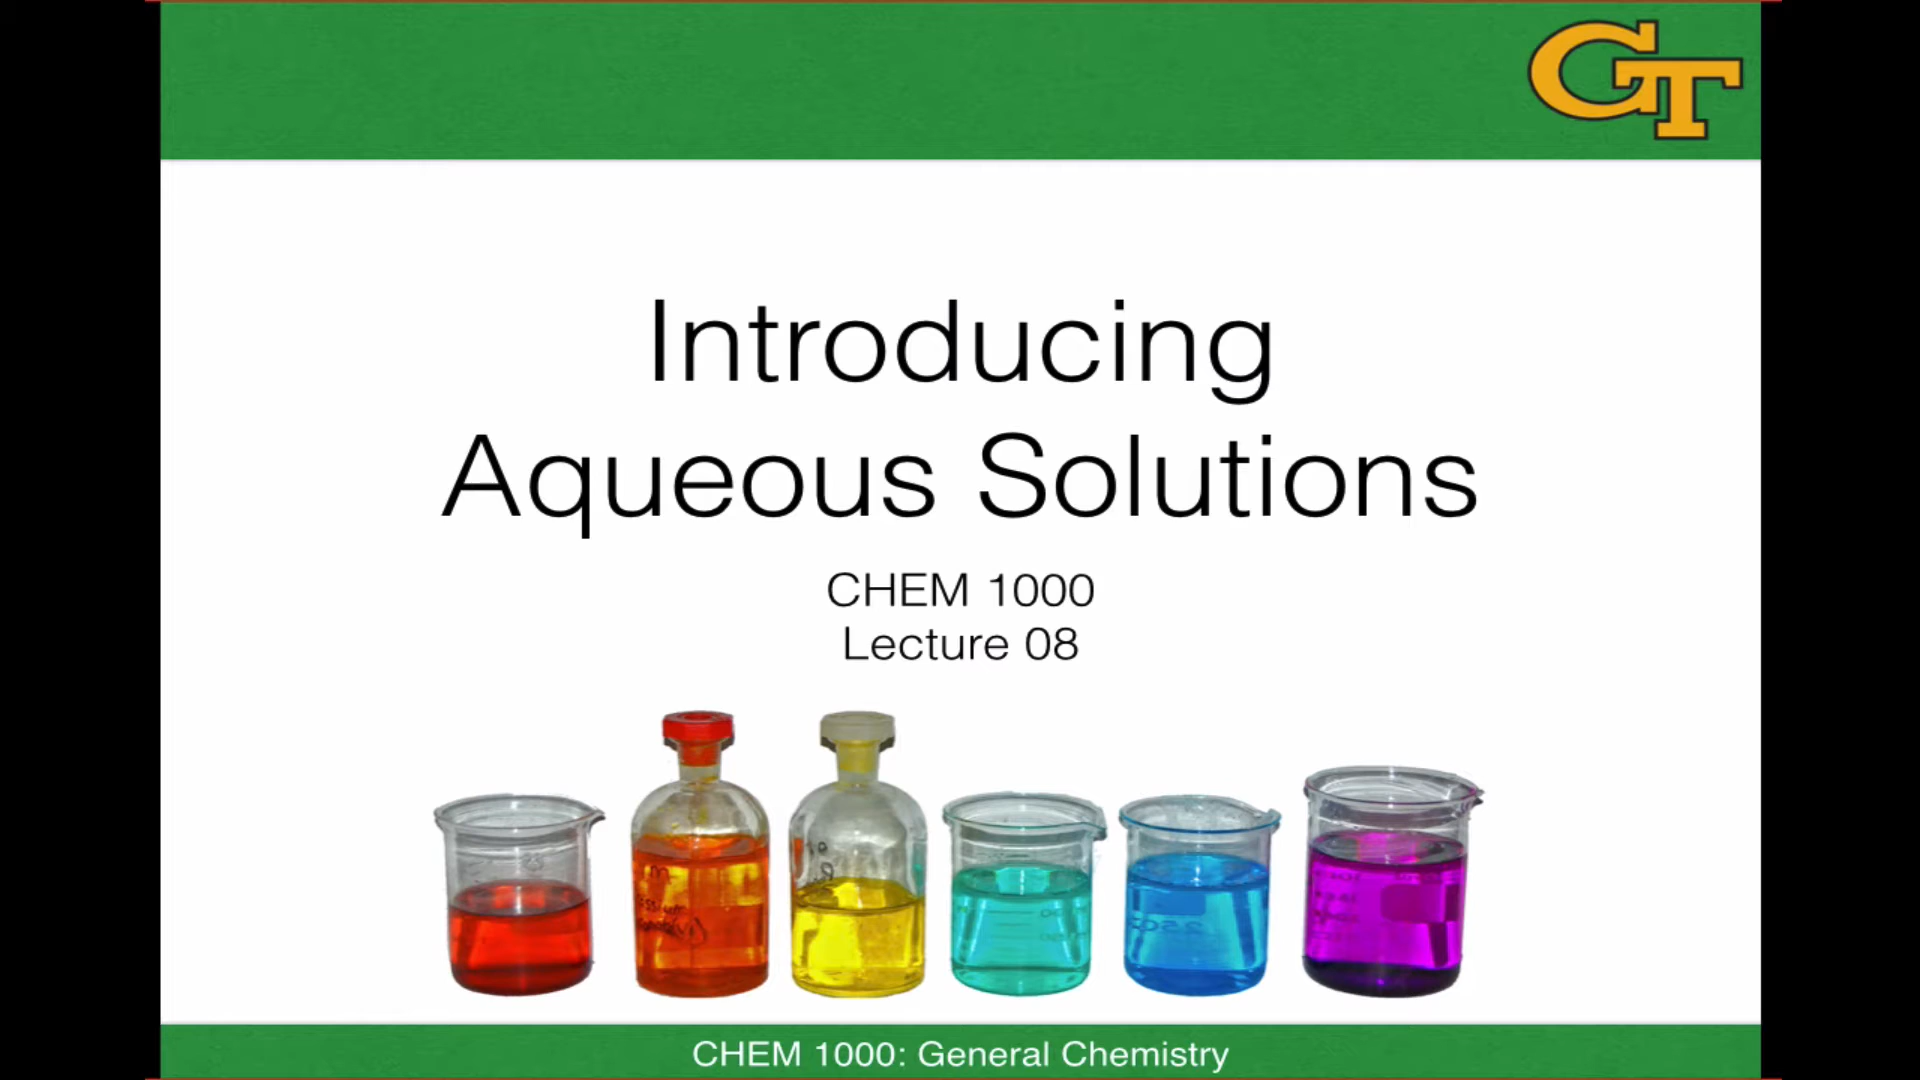 GT
Introducing
Aqueous Solutions
CHEM 1000
Lecture 08
CHEM 1000: General Chemistry